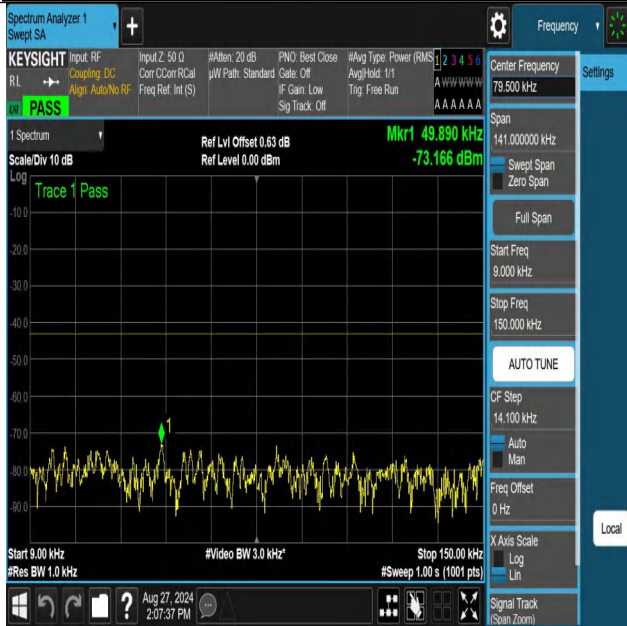 Spectrum Analyzer 1
Swept SA
+
Frequency
KEYSIGHT
RL
PASS
Input: RF
Coupling: DC
Align: Auto/No RF
Input Z: 50 Ω
Corr CCorr RCal
Freq Ref: Int (S)
#Atten: 20 dB
µW Path: Standard
PNO: Best Close
Gate: Off
IF Gain: Low
Sig Track: Off
#Avg Type: Power (RMS
Avg|Hold: 1/1
Trig: Free Run
1 2 3 4 5 6
A W W W W W
A A A A A A
1 Spectrum
Scale/Div 10 dB
Ref Lvl Offset 0.63 dB
Ref Level 0.00 dBm
Mkr1 49.890 kHz
-73.166 dBm
Log
Trace 1 Pass
-10.0
-20.0
-30.0
-40.0
-50.0
-60.0
-70.0
-80.0
-90.0
1
Start 9.00 kHz
#Res BW 1.0 kHz
#Video BW 3.0 kHz*
Stop 150.00 kHz
#Sweep 1.00 s (1001 pts)
Aug 27, 2024
2:07:37 PM
?
Center Frequency
79.500 kHz
Settings
Span
141.000000 kHz
Swept Span
Zero Span
Full Span
Start Freq
9.000 kHz
Stop Freq
150.000 kHz
AUTO TUNE
CF Step
14.100 kHz
Auto
Man
Freq Offset
0 Hz
X Axis Scale
Log
Lin
Local
Signal Track
(Span Zoom)